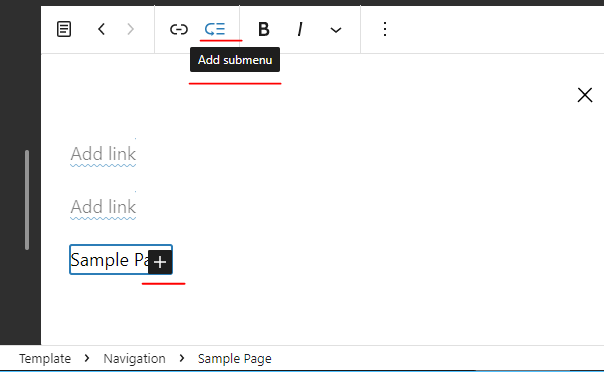 B I
Add submenu
Add link
Add link
Sample Pa
Template > Navigation > Sample Page